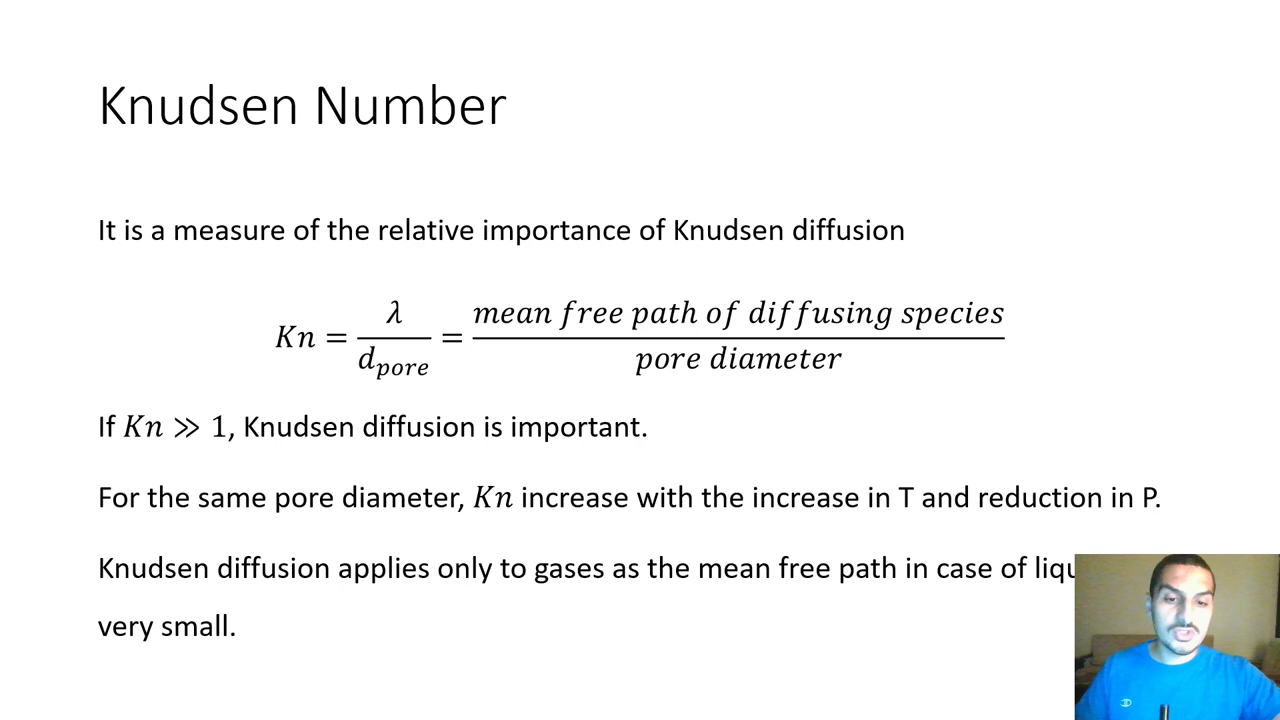 Knudsen Number
It is a measure of the relative importance of Knudsen diffusion
Kn = λ / d_pore = mean free path of diffusing species / pore diameter
If Kn ≫ 1, Knudsen diffusion is important.
For the same pore diameter, Kn increase with the increase in T and reduction in P.
Knudsen diffusion applies only to gases as the mean free path in case of
very small.